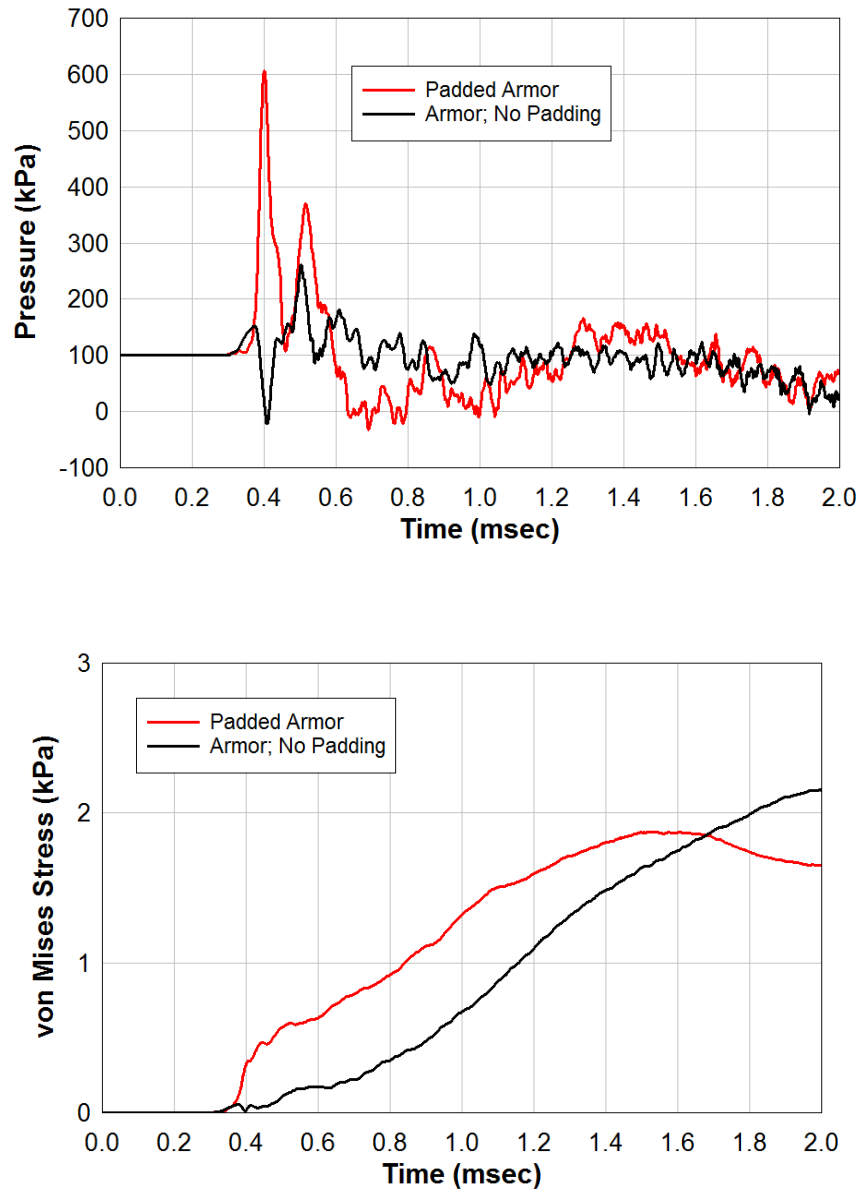 700
600
500
400
300
200
100
0
-100
Pressure (kPa)
Padded Armor
Armor; No Padding
0.0 0.2 0.4 0.6 0.8 1.0 1.2 1.4 1.6 1.8 2.0
Time (msec)
3
2
1
0
von Mises Stress (kPa)
Padded Armor
Armor; No Padding
0.0 0.2 0.4 0.6 0.8 1.0 1.2 1.4 1.6 1.8 2.0
Time (msec)